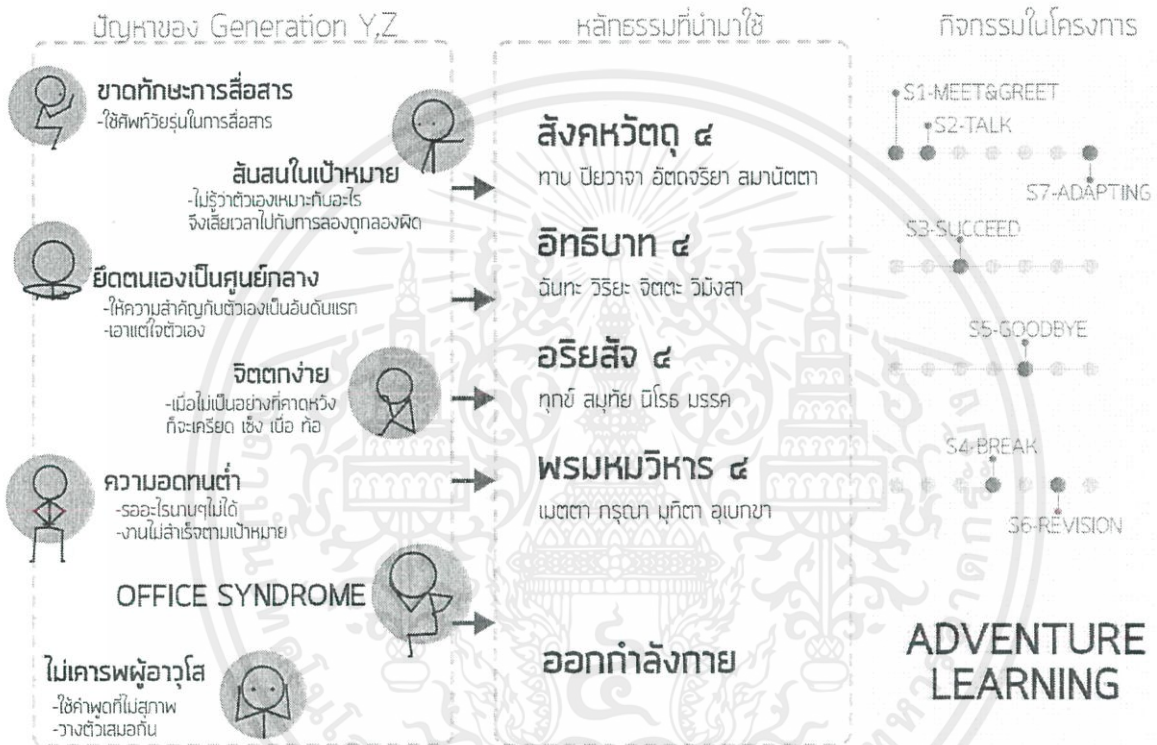 ปัญหาของ Generation Y,Z
ขาดทักษะการสื่อสาร
-ใช้ศัพท์วัยรุ่นในการสื่อสาร
สับสนในเป้าหมาย
-ไม่รู้ว่าตัวเองเหมาะกับอะไร
จึงเสียเวลาไปกับการลองถูกลองผิด
ยึดตนเองเป็นศูนย์กลาง
-ให้ความสำคัญกับตัวเองเป็นอันดับแรก
-เอาแต่ใจตัวเอง
จิตตกง่าย
-เมื่อไม่เป็นอย่างที่คาดหวัง
ก็จะเครียด เซ็ง เบื่อ ท้อ
ความอดทนต่ำ
-รออะไรนานๆไม่ได้
-งานไม่สำเร็จตามเป้าหมาย
OFFICE SYNDROME
ไม่เคารพผู้อาวุโส
-ใช้คำพูดที่ไม่สุภาพ
-วางตัวเสมอกัน
หลักธรรมที่นำมาใช้
สังคหวัตถุ ๔
ทาน ปิยวาจา อัตถจริยา สมานัตตา
อิทธิบาท ๔
ฉันทะ วิริยะ จิตตะ วิมังสา
อริยสัจ ๔
ทุกข์ สมุทัย นิโรธ มรรค
พรมหมวิหาร ๔
เมตตา กรุณา มุทิตา อุเบกขา
ออกกำลังกาย
กิจกรรมในโครงการ
S1-MEET&GREET
S2-TALK
S7-ADAPTING
S3-SUCCEED
S5-GOODBYE
S4-BREAK
S6-REVISION
ADVENTURE
LEARNING